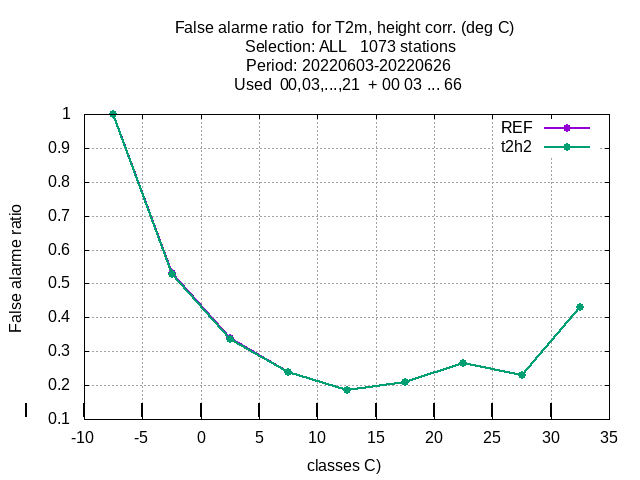 False alarme ratio  for T2m, height corr. (deg C)
Selection: ALL   1073 stations
Period: 20220603-20220626
Used  00,03,...,21  + 00 03 ... 66
REF
t2h2
1
0.9
0.8
0.7
0.6
0.5
0.4
0.3
0.2
0.1
False alarme ratio
-10 -5 0 5 10 15 20 25 30 35
classes C)